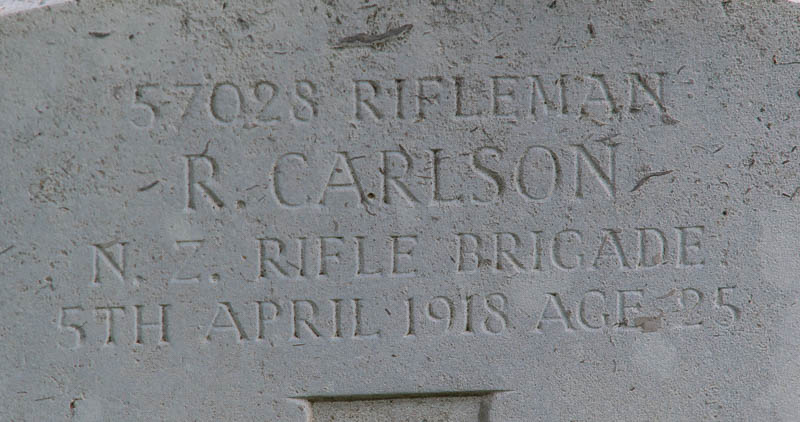 57028 RIFLEMAN
R. CARLSON
N. Z. RIFLE BRIGADE
5TH APRIL 1918 AGE 25